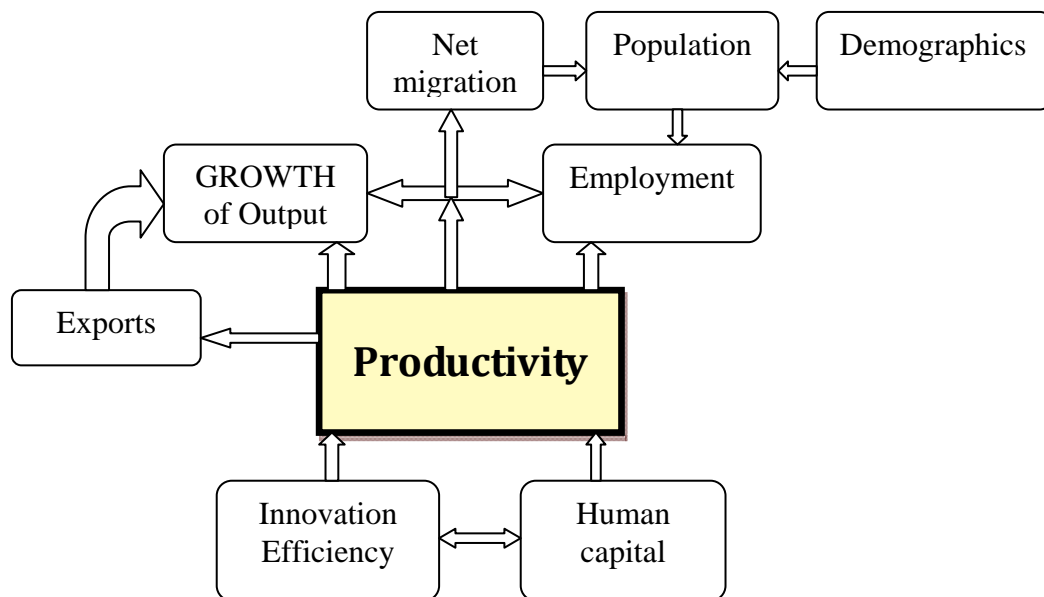 Net
migration
Population
Demographics
GROWTH
of Output
Employment
Exports
Productivity
Innovation
Efficiency
Human
capital